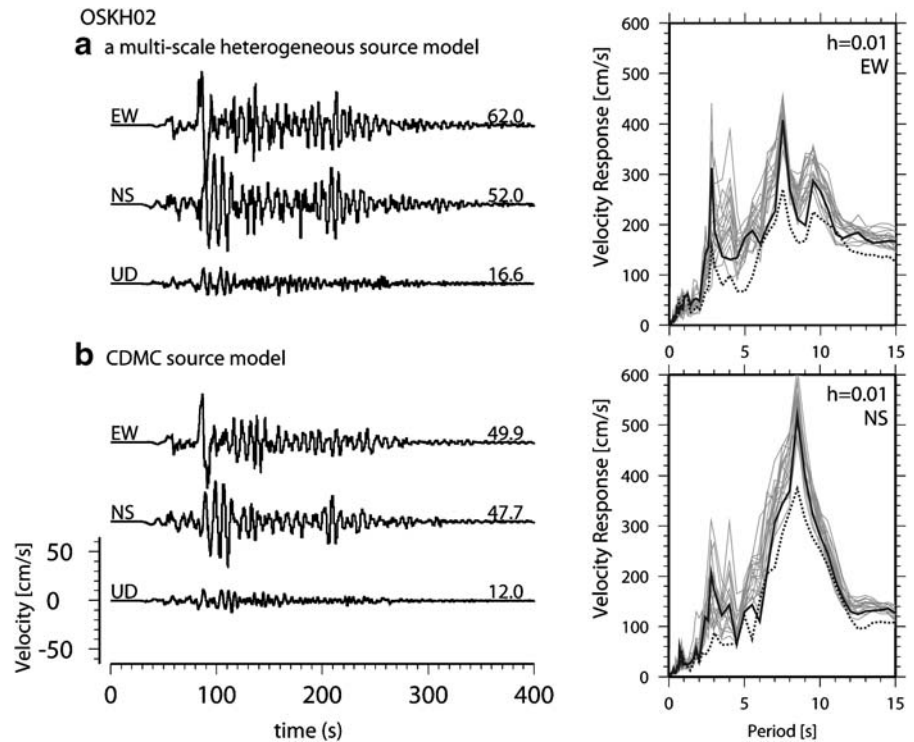 OSKH02
a a multi-scale heterogeneous source model
EW 62.0
NS 52.0
UD 16.6
b CDMC source model
EW 49.9
NS 47.7
UD 12.0
50
0
-50
Velocity [cm/s]
0 100 200 300 400
time (s)
600
500
400
300
200
100
0
Velocity Response [cm/s]
h=0.01
EW
0 5 10 15
600
500
400
300
200
100
0
Velocity Response [cm/s]
h=0.01
NS
0 5 10 15
Period [s]